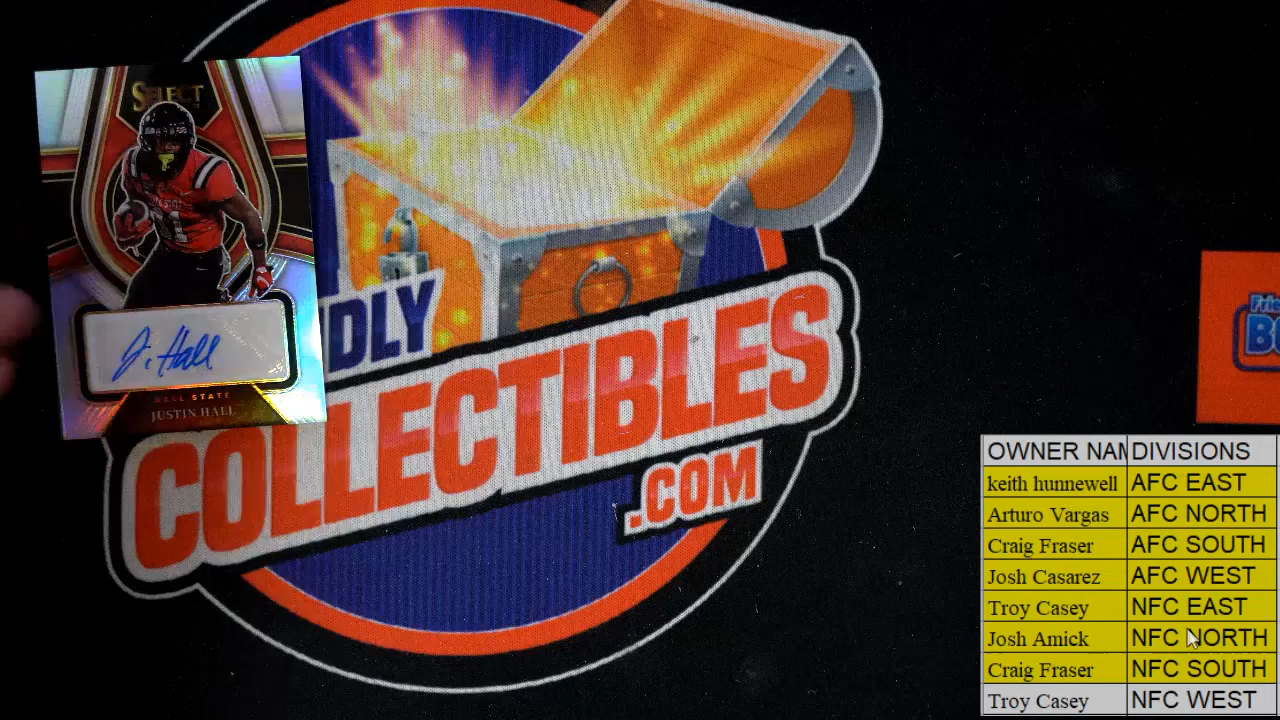 SELECT
31
J. Hall
BALL STATE
JUSTIN HALL
NDLY
COLLECTIBLES
.COM
OWNER NAM DIVISIONS
keith hunnewell AFC EAST
Arturo Vargas AFC NORTH
Craig Fraser AFC SOUTH
Josh Casarez AFC WEST
Troy Casey NFC EAST
Josh Amick NFC NORTH
Craig Fraser NFC SOUTH
Troy Casey NFC WEST